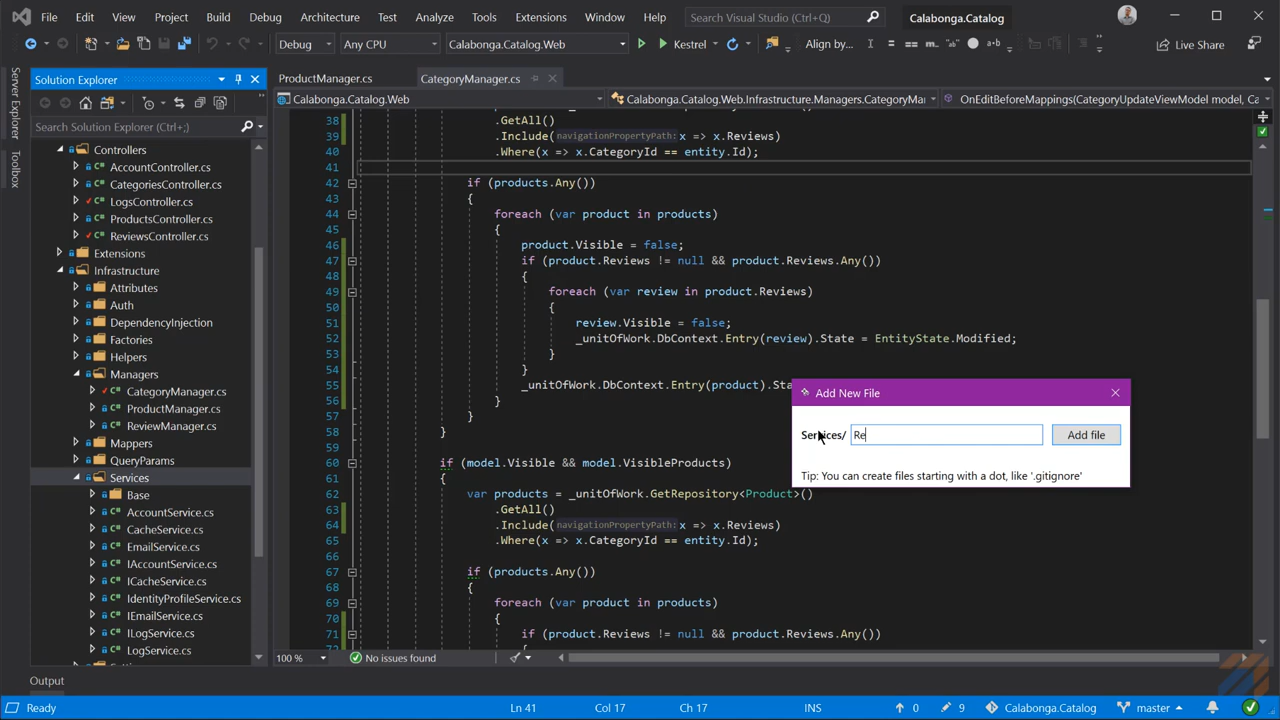 File Edit View Project Build Debug Architecture Test Analyze Tools Extensions Window Help Search Visual Studio (Ctrl+Q) Calabonga.Catalog
Debug Any CPU Calabonga.Catalog.Web Kestrel Align by... Live Share
Server Explorer
Toolbox
Solution Explorer
Search Solution Explorer (Ctrl+;)
Controllers
AccountController.cs
CategoriesController.cs
LogsController.cs
ProductsController.cs
ReviewsController.cs
Extensions
Infrastructure
Attributes
Auth
DependencyInjection
Factories
Helpers
Managers
CategoryManager.cs
ProductManager.cs
ReviewManager.cs
Mappers
QueryParams
Services
Base
AccountService.cs
CacheService.cs
EmailService.cs
IAccountService.cs
ICacheService.cs
IdentityProfileService.cs
IEmailService.cs
ILogService.cs
LogService.cs
ProductManager.cs CategoryManager.cs
Calabonga.Catalog.Web Calabonga.Catalog.Web.Infrastructure.Managers.CategoryMa OnEditBeforeMappings(CategoryUpdateViewModel model, Ca
38 .GetAll()
39 .Include(navigationPropertyPath: x => x.Reviews)
40 .Where(x => x.CategoryId == entity.Id);
41
42 if (products.Any())
43 {
44 foreach (var product in products)
45 {
46 product.Visible = false;
47 if (product.Reviews != null && product.Reviews.Any())
48 {
49 foreach (var review in product.Reviews)
50 {
51 review.Visible = false;
52 _unitOfWork.DbContext.Entry(review).State = EntityState.Modified;
53 }
54 }
55 _unitOfWork.DbContext.Entry(product).Sta
56 }
57 }
58 }
59
60 if (model.Visible && model.VisibleProducts)
61 {
62 var products = _unitOfWork.GetRepository<Product>()
63 .GetAll()
64 .Include(navigationPropertyPath: x => x.Reviews)
65 .Where(x => x.CategoryId == entity.Id);
66
67 if (products.Any())
68 {
69 foreach (var product in products)
70 {
71 if (product.Reviews != null && product.Reviews.Any())
Add New File
Services/ Re Add file
Tip: You can create files starting with a dot, like '.gitignore'
100 % No issues found
Output
Ready Ln 41 Col 17 Ch 17 INS 0 9 Calabonga.Catalog master